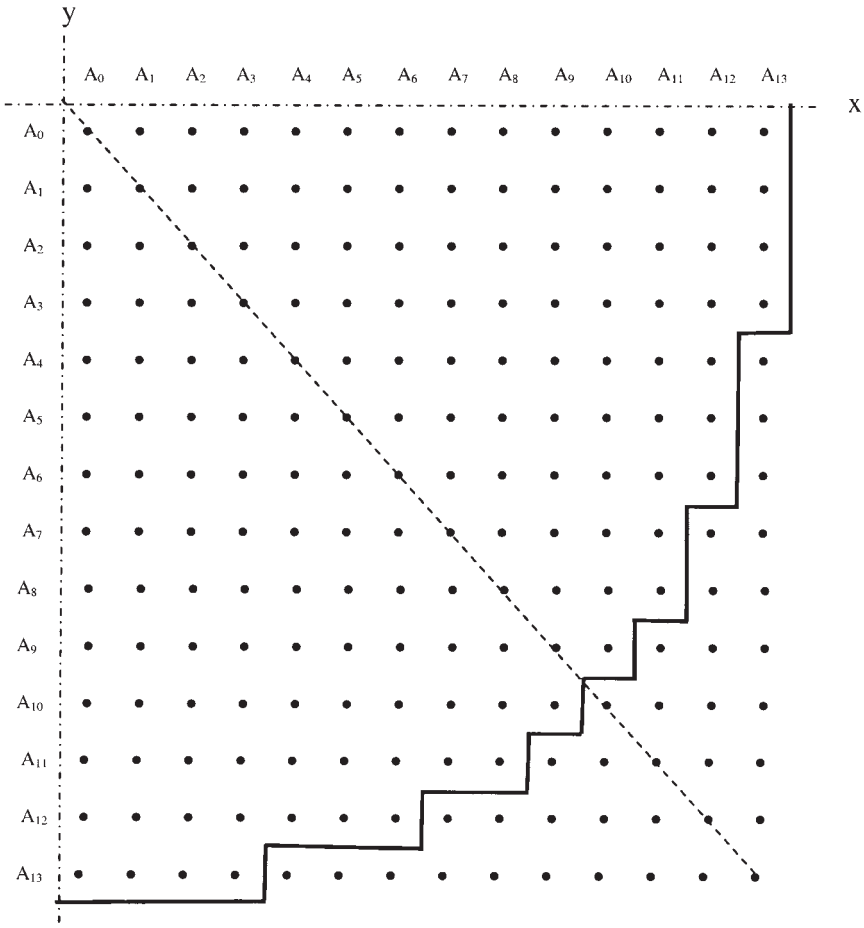 y
A₀ A₁ A₂ A₃ A₄ A₅ A₆ A₇ A₈ A₉ A₁₀ A₁₁ A₁₂ A₁₃
x
A₀
A₁
A₂
A₃
A₄
A₅
A₆
A₇
A₈
A₉
A₁₀
A₁₁
A₁₂
A₁₃